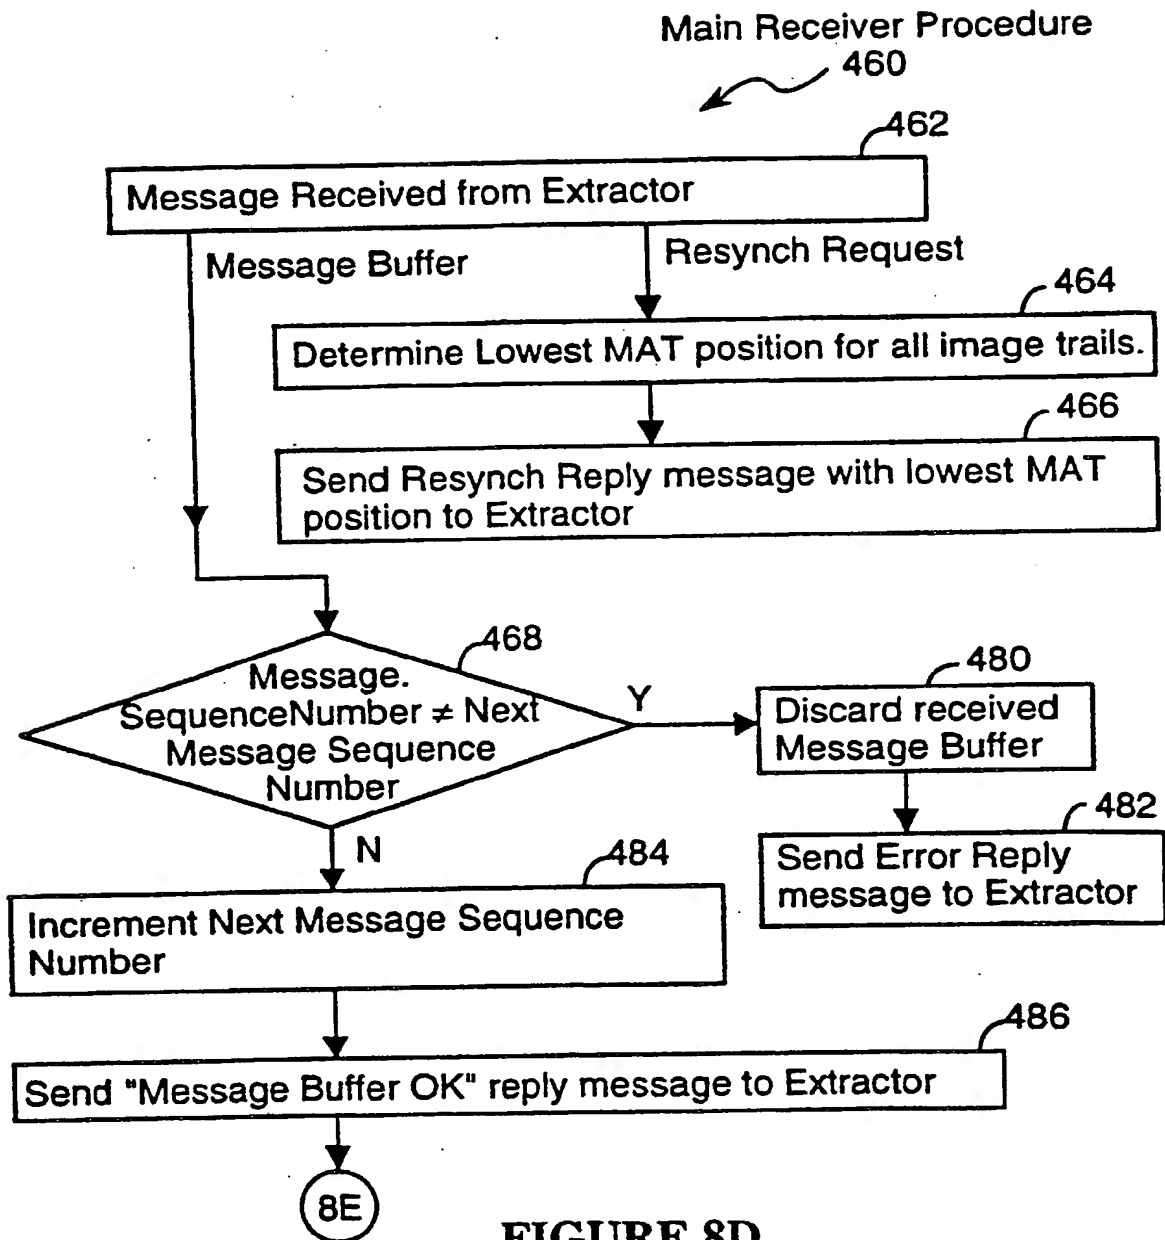 Main Receiver Procedure
460
462
Message Received from Extractor
Message Buffer
Resynch Request
464
Determine Lowest MAT position for all image trails.
466
Send Resynch Reply message with lowest MAT
position to Extractor
468
Message.
SequenceNumber ≠ Next
Message Sequence
Number
Y
480
Discard received
Message Buffer
482
Send Error Reply
message to Extractor
N
484
Increment Next Message Sequence
Number
486
Send "Message Buffer OK" reply message to Extractor
8E
FIGURE 8D